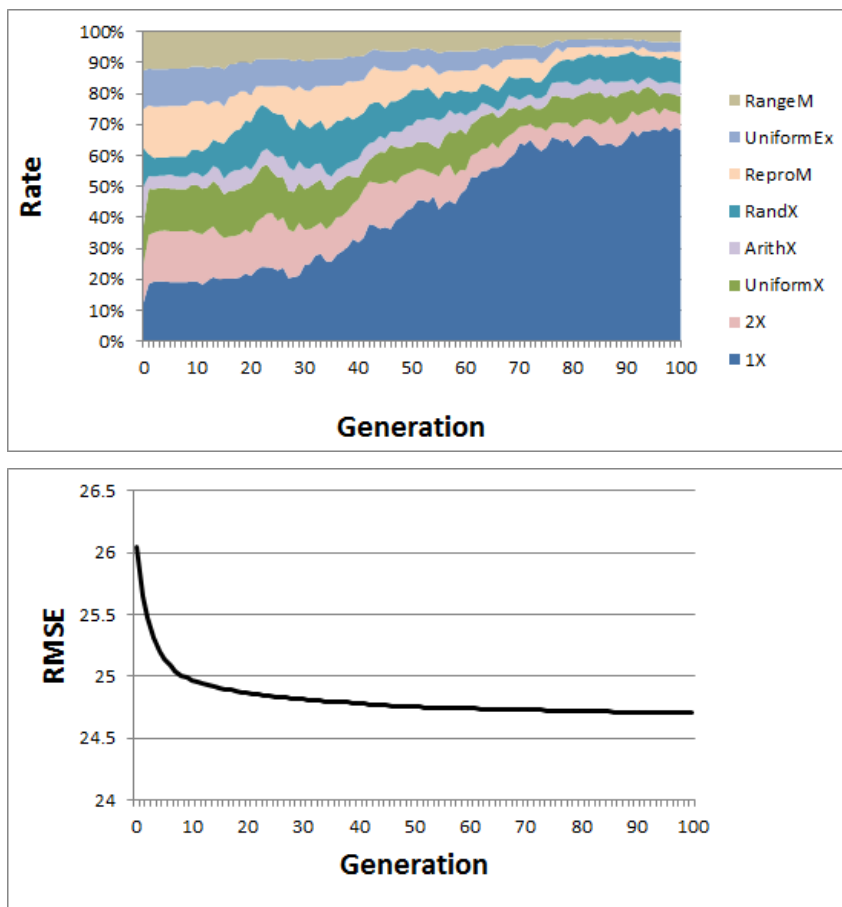 100%
90%
80%
70%
60%
50%
40%
30%
20%
10%
0%
Rate
0 10 20 30 40 50 60 70 80 90 100
Generation
RangeM
UniformEx
ReproM
RandX
ArithX
UniformX
2X
1X
26.5
26
25.5
25
24.5
24
RMSE
0 10 20 30 40 50 60 70 80 90 100
Generation